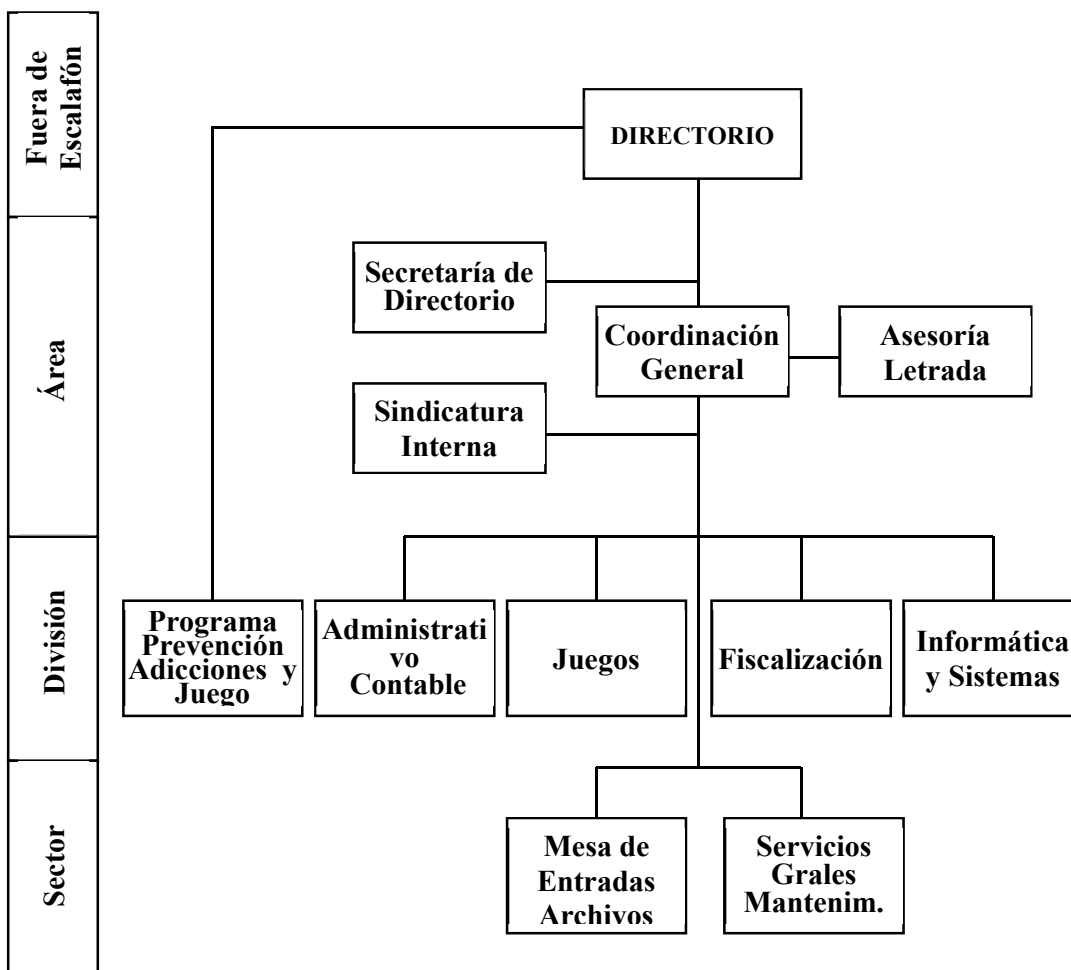 Fuera de
Escalafón
DIRECTORIO
Área
Secretaría de
Directorio
Coordinación
General
Asesoría
Letrada
Sindicatura
Interna
División
Programa
Prevención
Adicciones y
Juego
Administrati
vo
Contable
Juegos
Fiscalización
Informática
y Sistemas
Sector
Mesa de
Entradas
Archivos
Servicios
Grales
Mantenim.